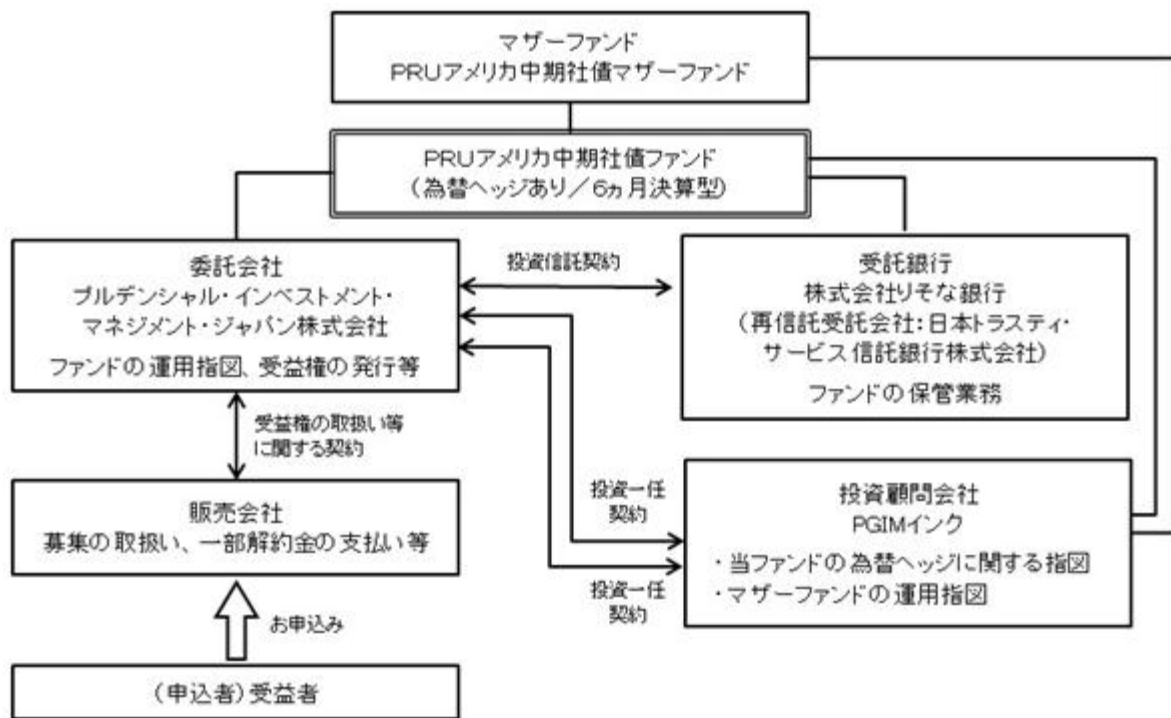 マザーファンド
PRUアメリカ中期社債マザーファンド
PRUアメリカ中期社債ファンド
(為替ヘッジあり/6ヵ月決算型)
委託会社
プルデンシャル・インベストメント・
マネジメント・ジャパン株式会社
ファンドの運用指図、受益権の発行等
投資信託契約
受託銀行
株式会社りそな銀行
(再信託受託会社:日本トラスティ・
サービス信託銀行株式会社)
ファンドの保管業務
受益権の取扱い等
に関する契約
販売会社
募集の取扱い、一部解約金の支払い等
投資一任
契約
投資一任
契約
投資顧問会社
PGIMインク
・当ファンドの為替ヘッジに関する指図
・マザーファンドの運用指図
お申込み
(申込者)受益者